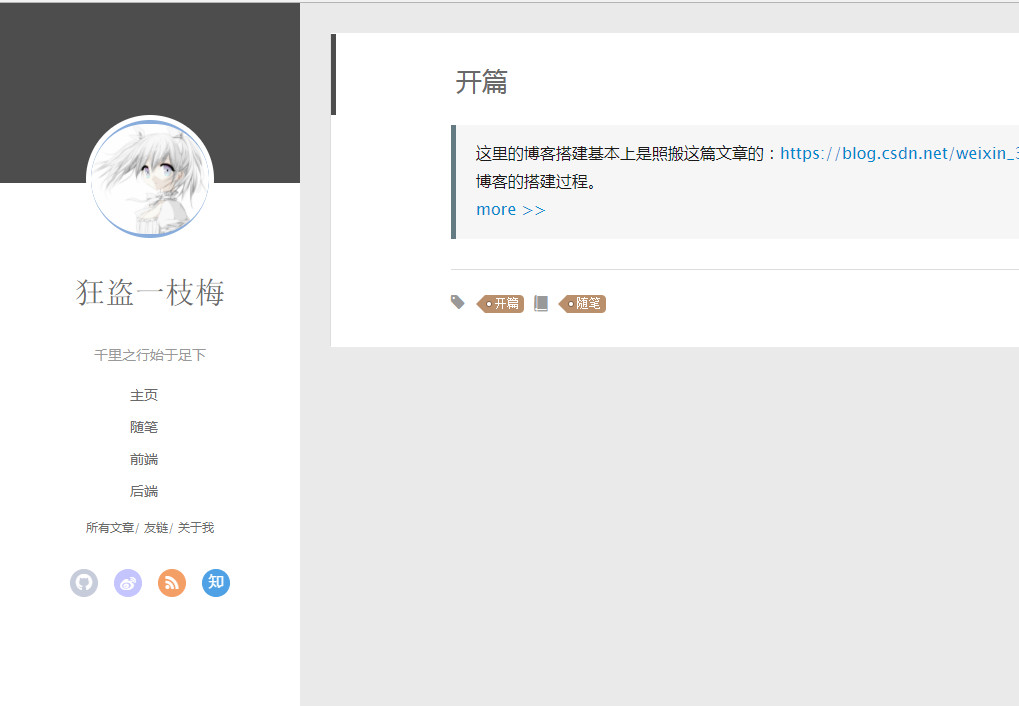 狂盗一枝梅
千里之行始于足下
主页
随笔
前端
后端
所有文章/ 友链/ 关于我
知
开篇
这里的博客搭建基本上是照搬这篇文章的：https://blog.csdn.net/weixin_
博客的搭建过程。
more >>
开篇 随笔